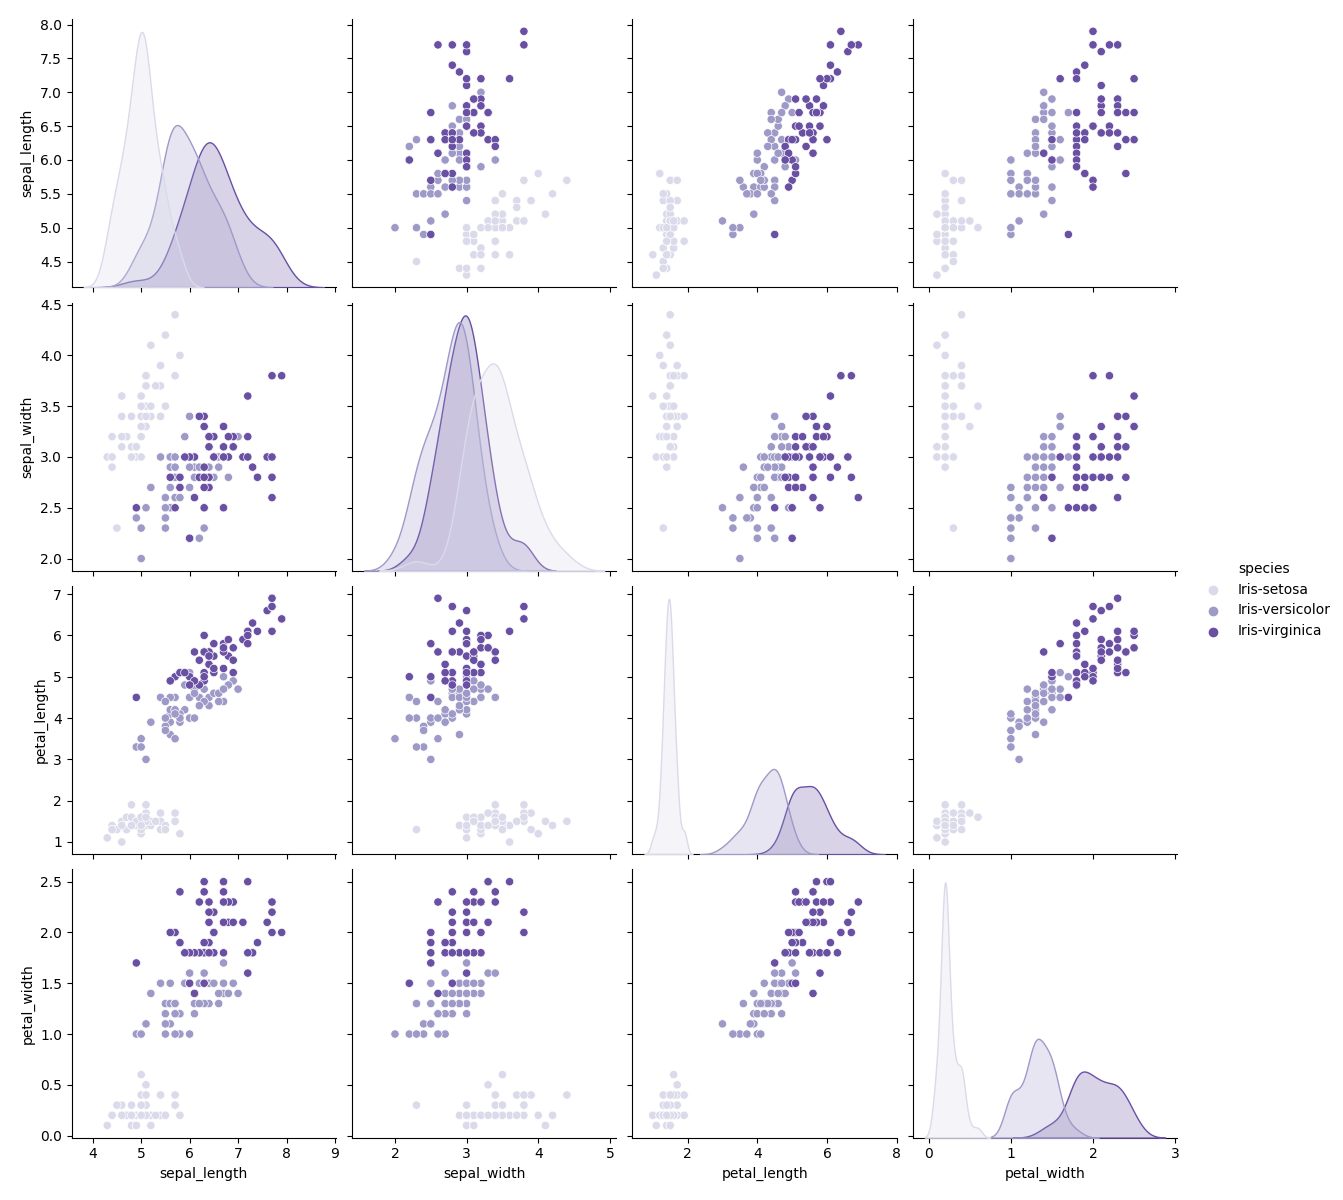 8.0
7.5
7.0
6.5
6.0
5.5
5.0
4.5
sepal_length
4 5 6 7 8 9
2 3 4 5
2 4 6 8
0 1 2 3
4.5
4.0
3.5
3.0
2.5
2.0
sepal_width
species
Iris-setosa
Iris-versicolor
Iris-virginica
7
6
5
4
3
2
1
petal_length
2.5
2.0
1.5
1.0
0.5
0.0
petal_width
sepal_length sepal_width petal_length petal_width